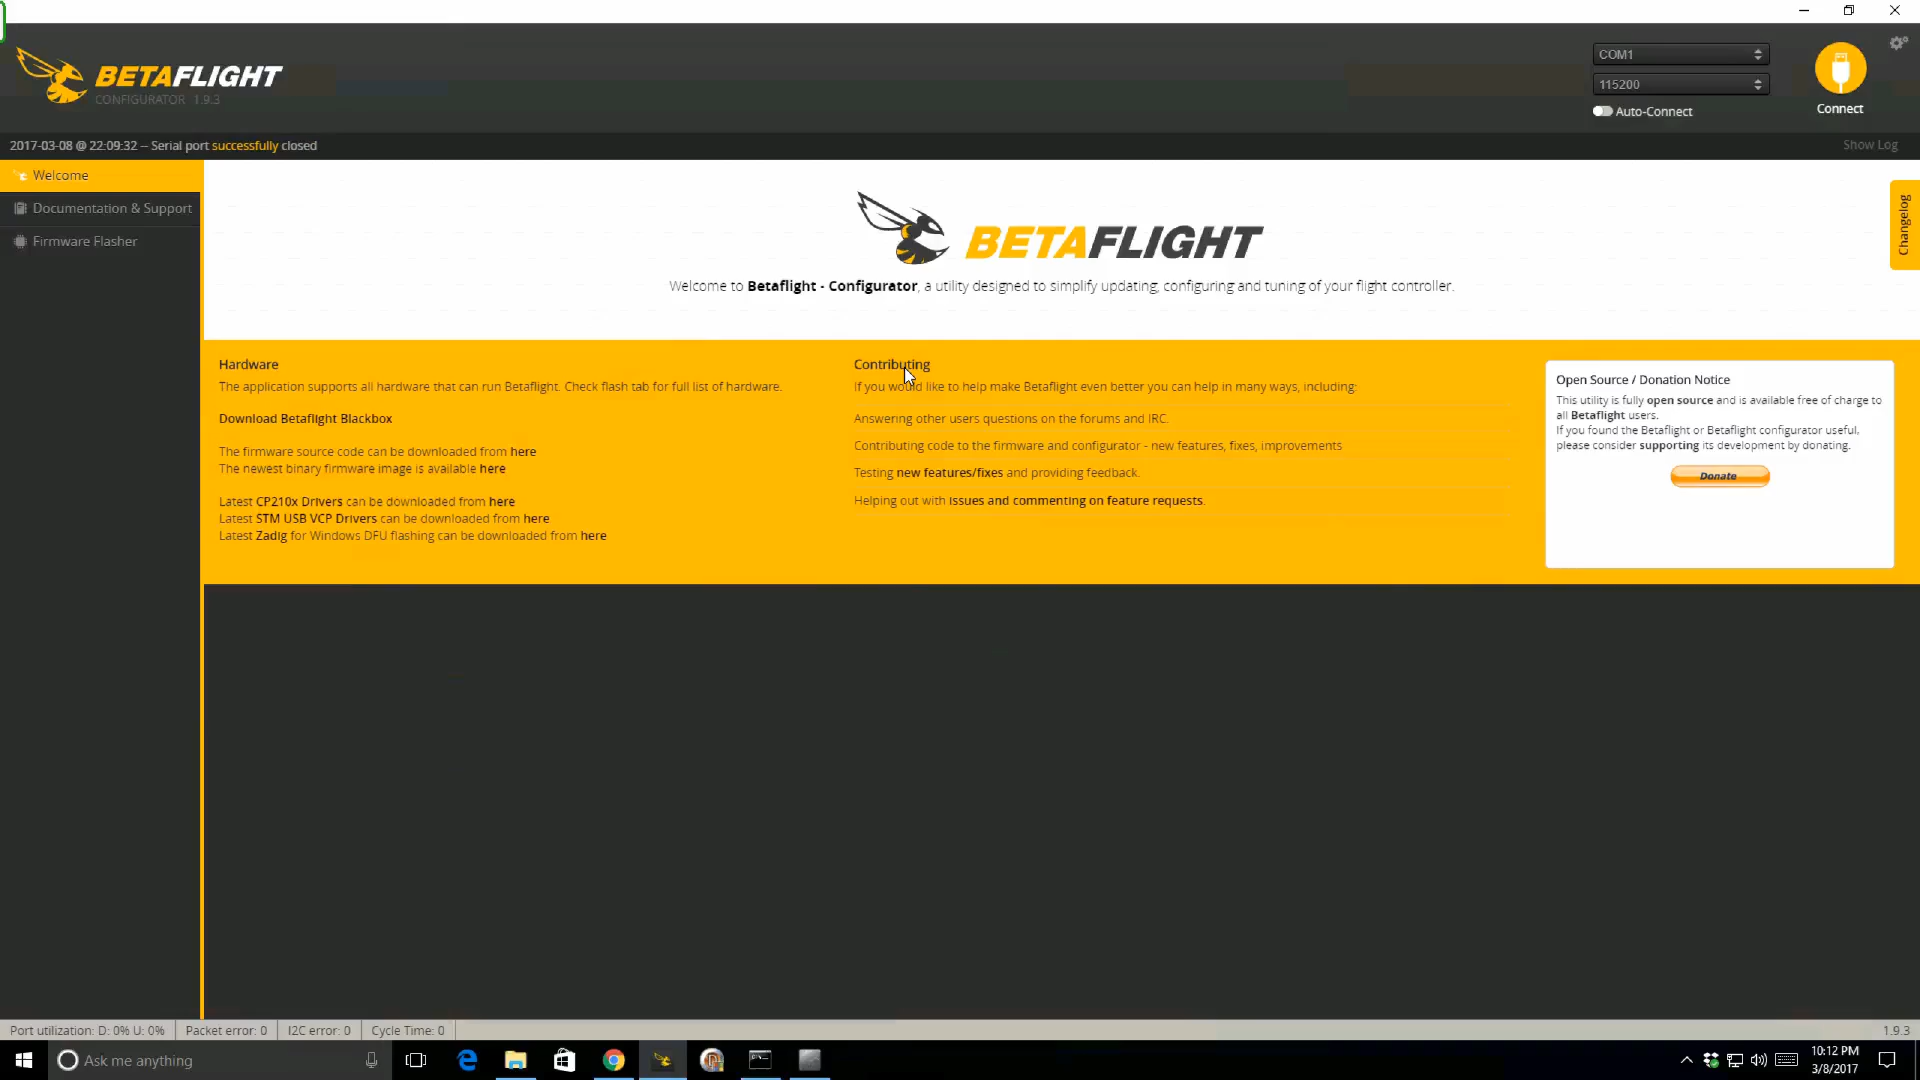 BETAFLIGHT
CONFIGURATOR 1.9.3
COM1
115200
Auto-Connect
Connect
2017-03-08 @ 22:09:32 -- Serial port successfully closed
Show Log
Welcome
Documentation & Support
Firmware Flasher
Changelog
BETAFLIGHT
Welcome to Betaflight - Configurator, a utility designed to simplify updating, configuring and tuning of your flight controller.
Hardware
The application supports all hardware that can run Betaflight. Check flash tab for full list of hardware.
Download Betaflight Blackbox
The firmware source code can be downloaded from here
The newest binary firmware image is available here
Latest CP210x Drivers can be downloaded from here
Latest STM USB VCP Drivers can be downloaded from here
Latest Zadig for Windows DFU flashing can be downloaded from here
Contributing
If you would like to help make Betaflight even better you can help in many ways, including:
Answering other users questions on the forums and IRC.
Contributing code to the firmware and configurator - new features, fixes, improvements
Testing new features/fixes and providing feedback.
Helping out with issues and commenting on feature requests.
Open Source / Donation Notice
This utility is fully open source and is available free of charge to
all Betaflight users.
If you found the Betaflight or Betaflight configurator useful,
please consider supporting its development by donating.
Donate
Port utilization: D: 0% U: 0%
Packet error: 0
I2C error: 0
Cycle Time: 0
1.9.3
Ask me anything
10:12 PM
3/8/2017